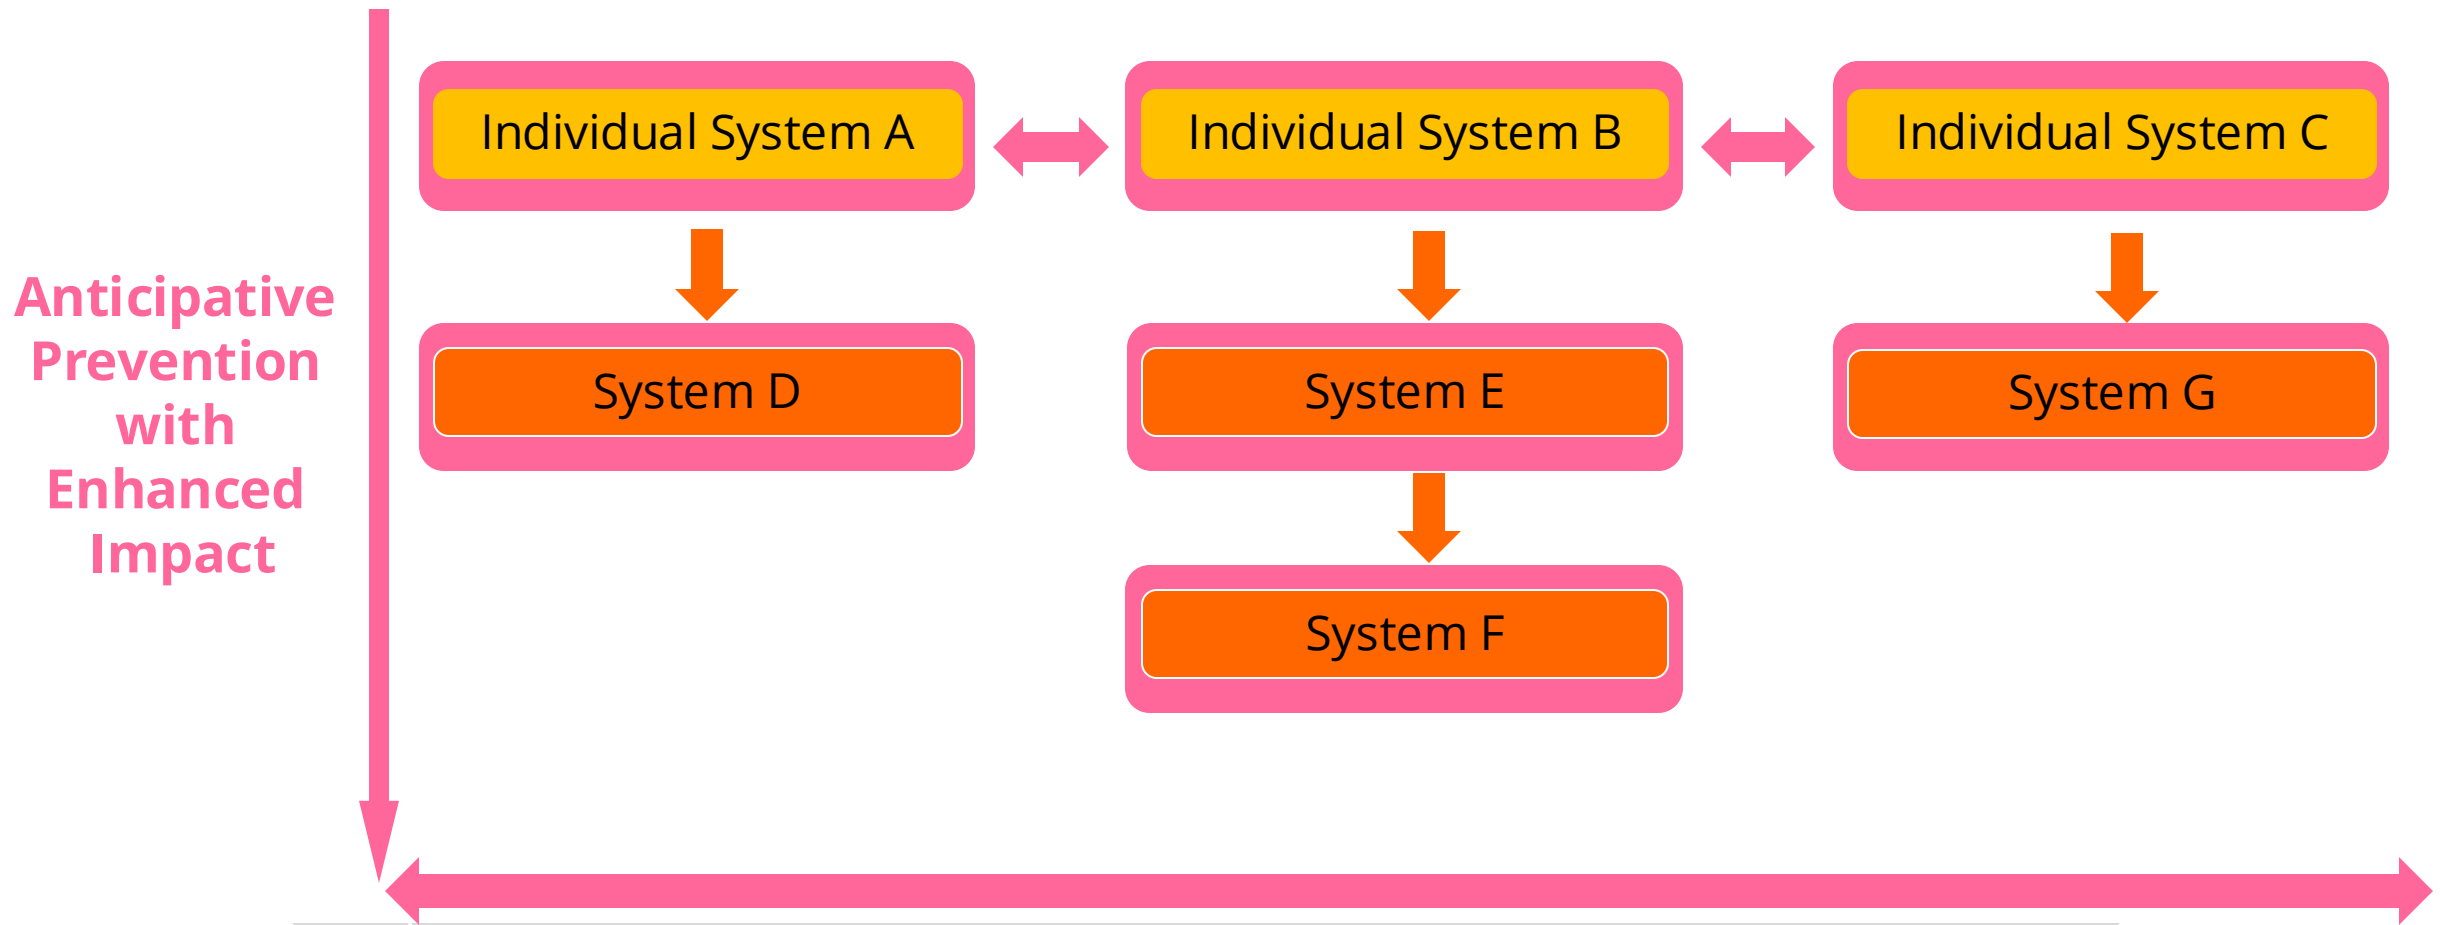 Individual System A
Individual System B
Individual System C
Anticipative
Prevention
with
Enhanced
Impact
System D
System E
System G
System F